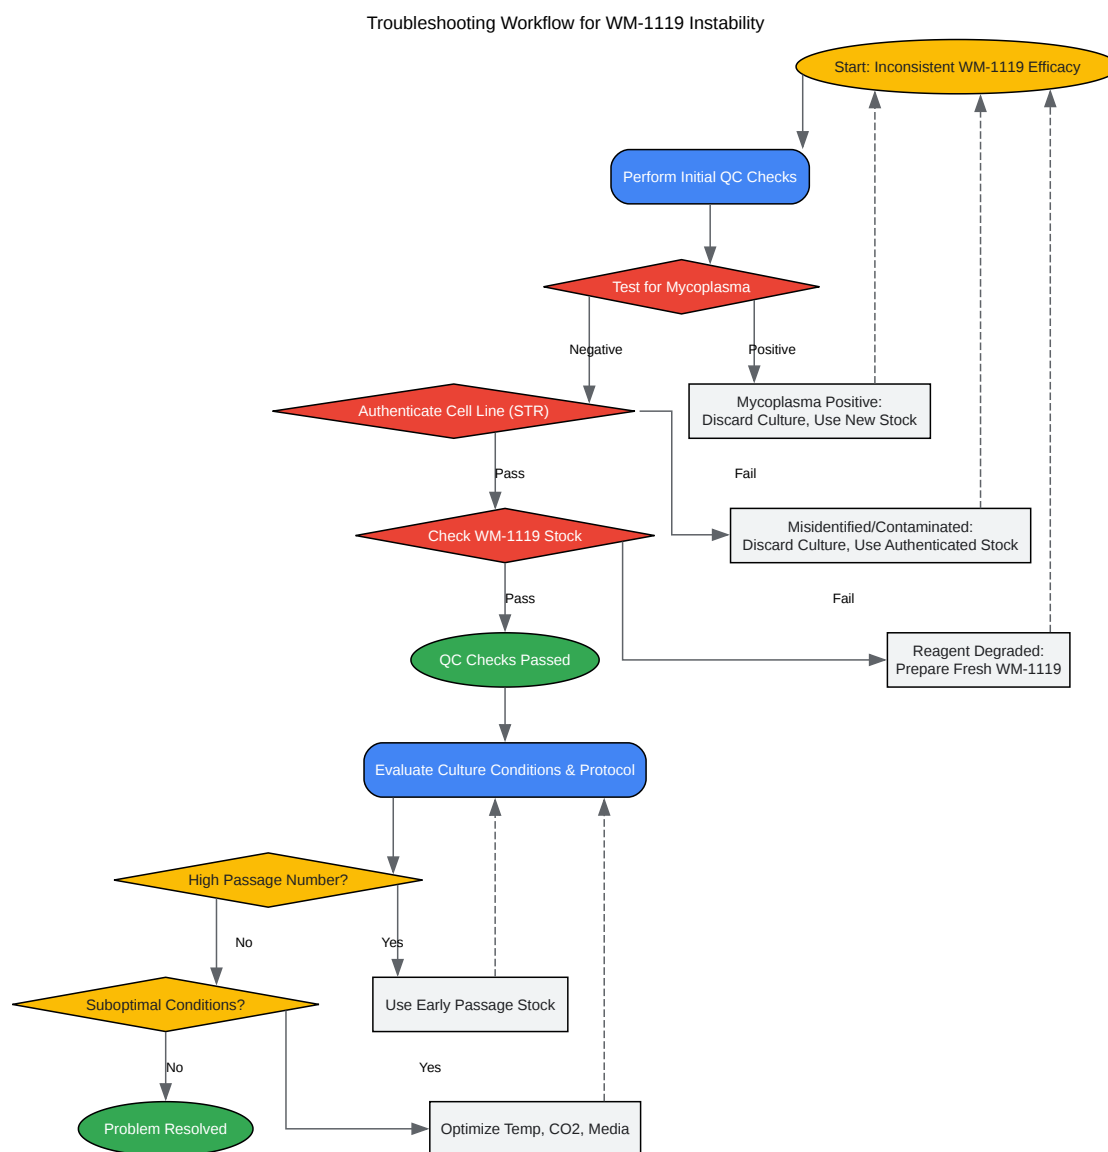 Troubleshooting Workflow for WM-1119 Instability
Start: Inconsistent WM-1119 Efficacy
Perform Initial QC Checks
Test for Mycoplasma
Negative
Positive
Authenticate Cell Line (STR)
Mycoplasma Positive:
Discard Culture, Use New Stock
Pass
Fail
Check WM-1119 Stock
Misidentified/Contaminated:
Discard Culture, Use Authenticated Stock
Pass
Fail
QC Checks Passed
Reagent Degraded:
Prepare Fresh WM-1119
Evaluate Culture Conditions & Protocol
High Passage Number?
No
Yes
Suboptimal Conditions?
Use Early Passage Stock
No
Yes
Problem Resolved
Optimize Temp, CO2, Media